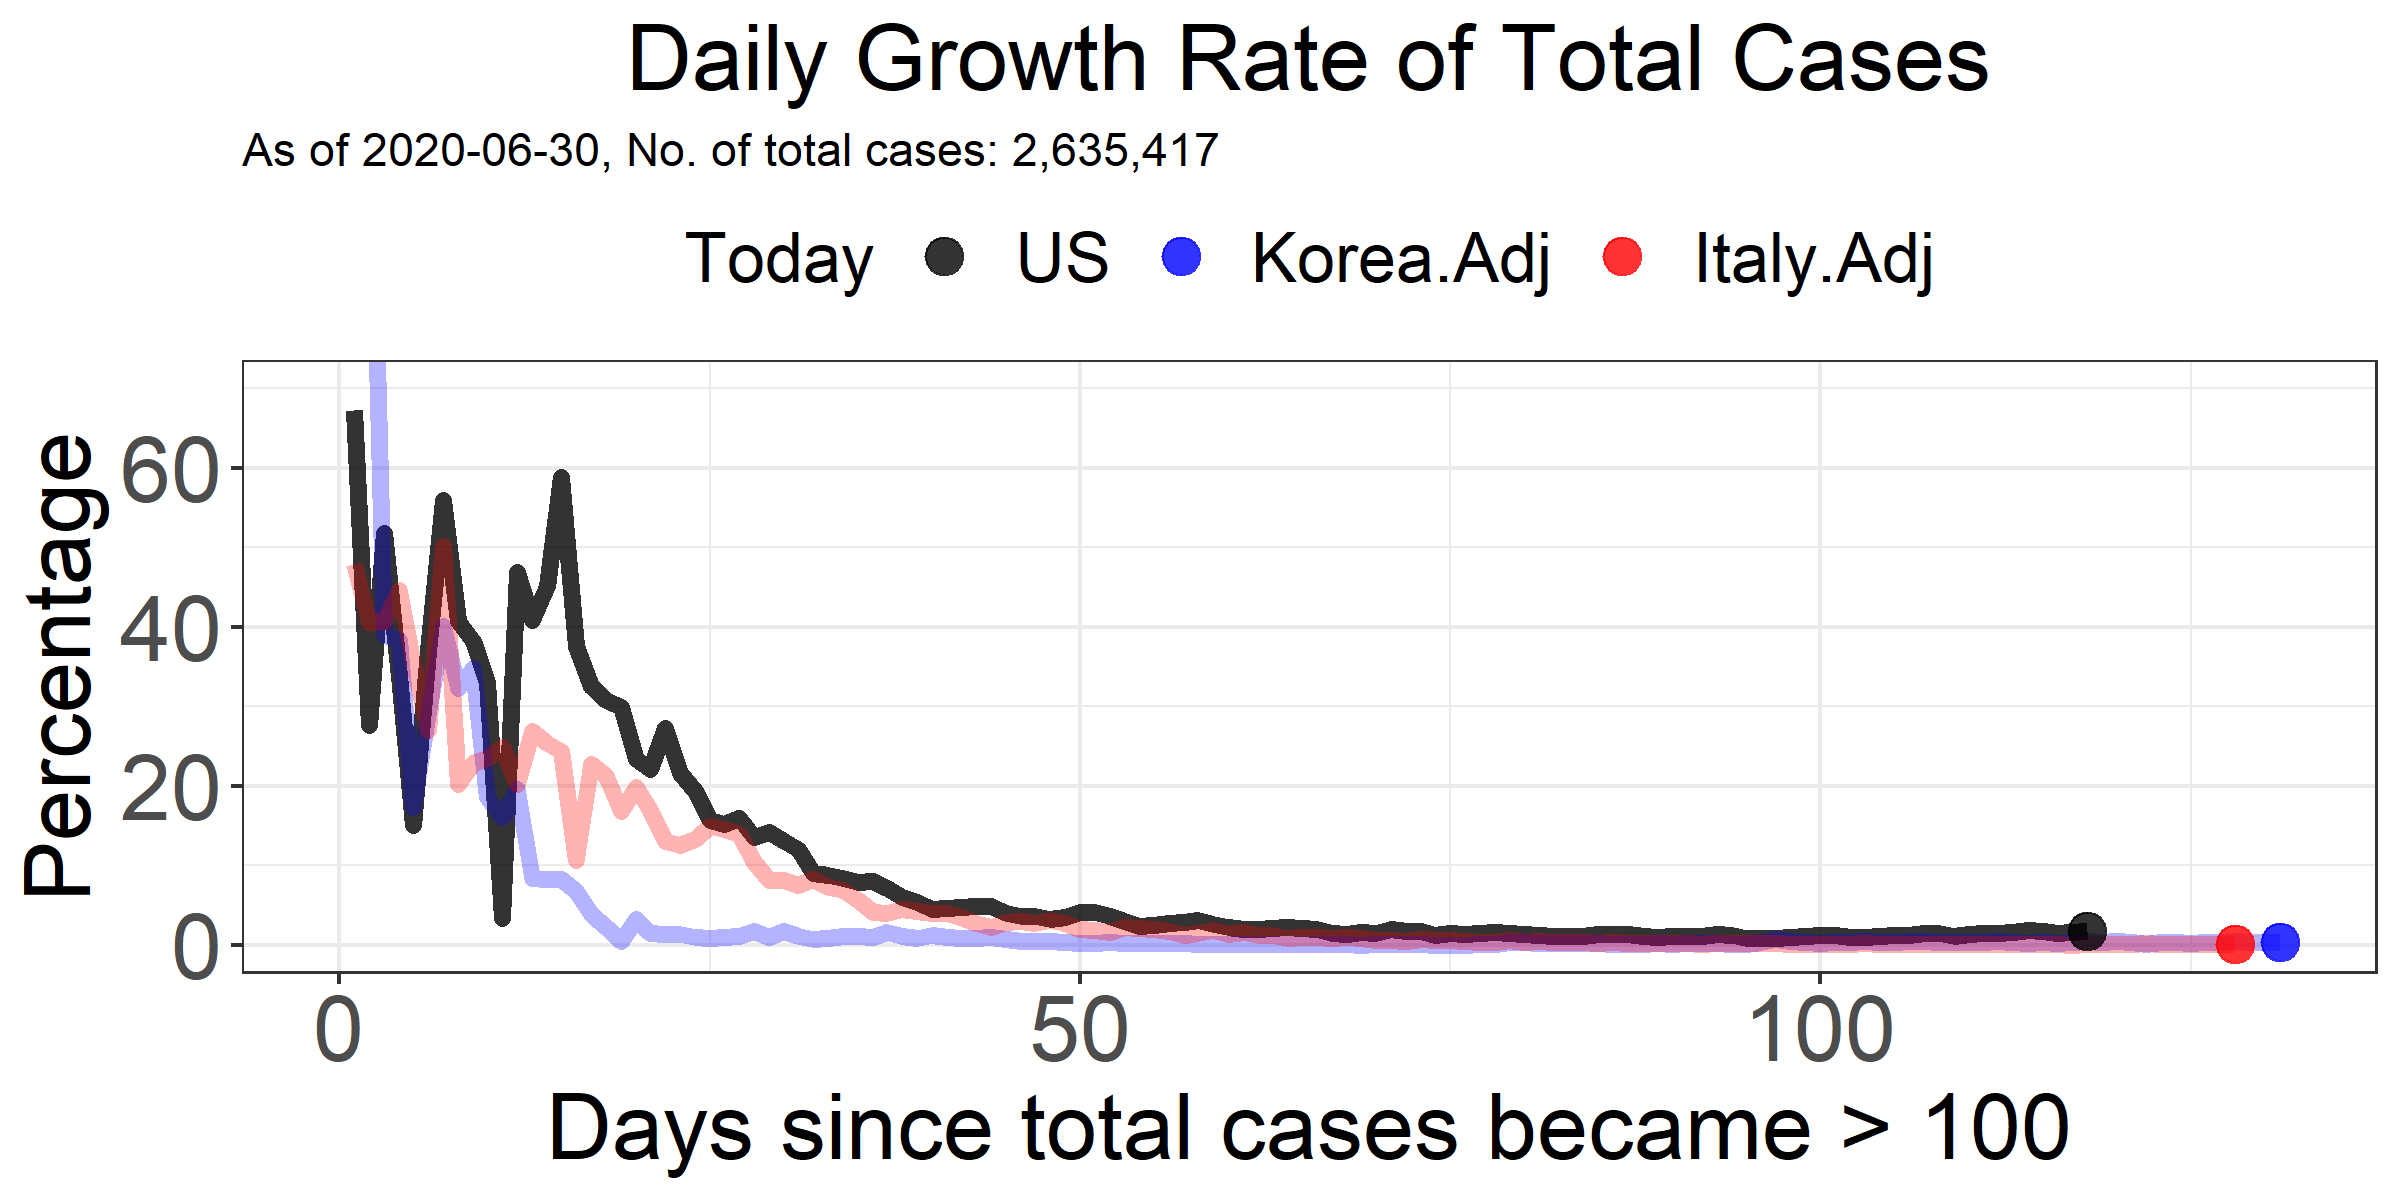 Daily Growth Rate of Total Cases
As of 2020-06-30, No. of total cases: 2,635,417
Today US Korea.Adj Italy.Adj
Percentage
60
40
20
0
0 50 100
Days since total cases became > 100